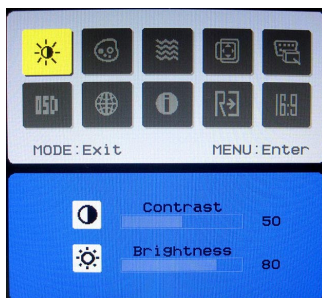 OSD 16:9
MODE:Exit MENU:Enter
Contrast
50
Brightness
80